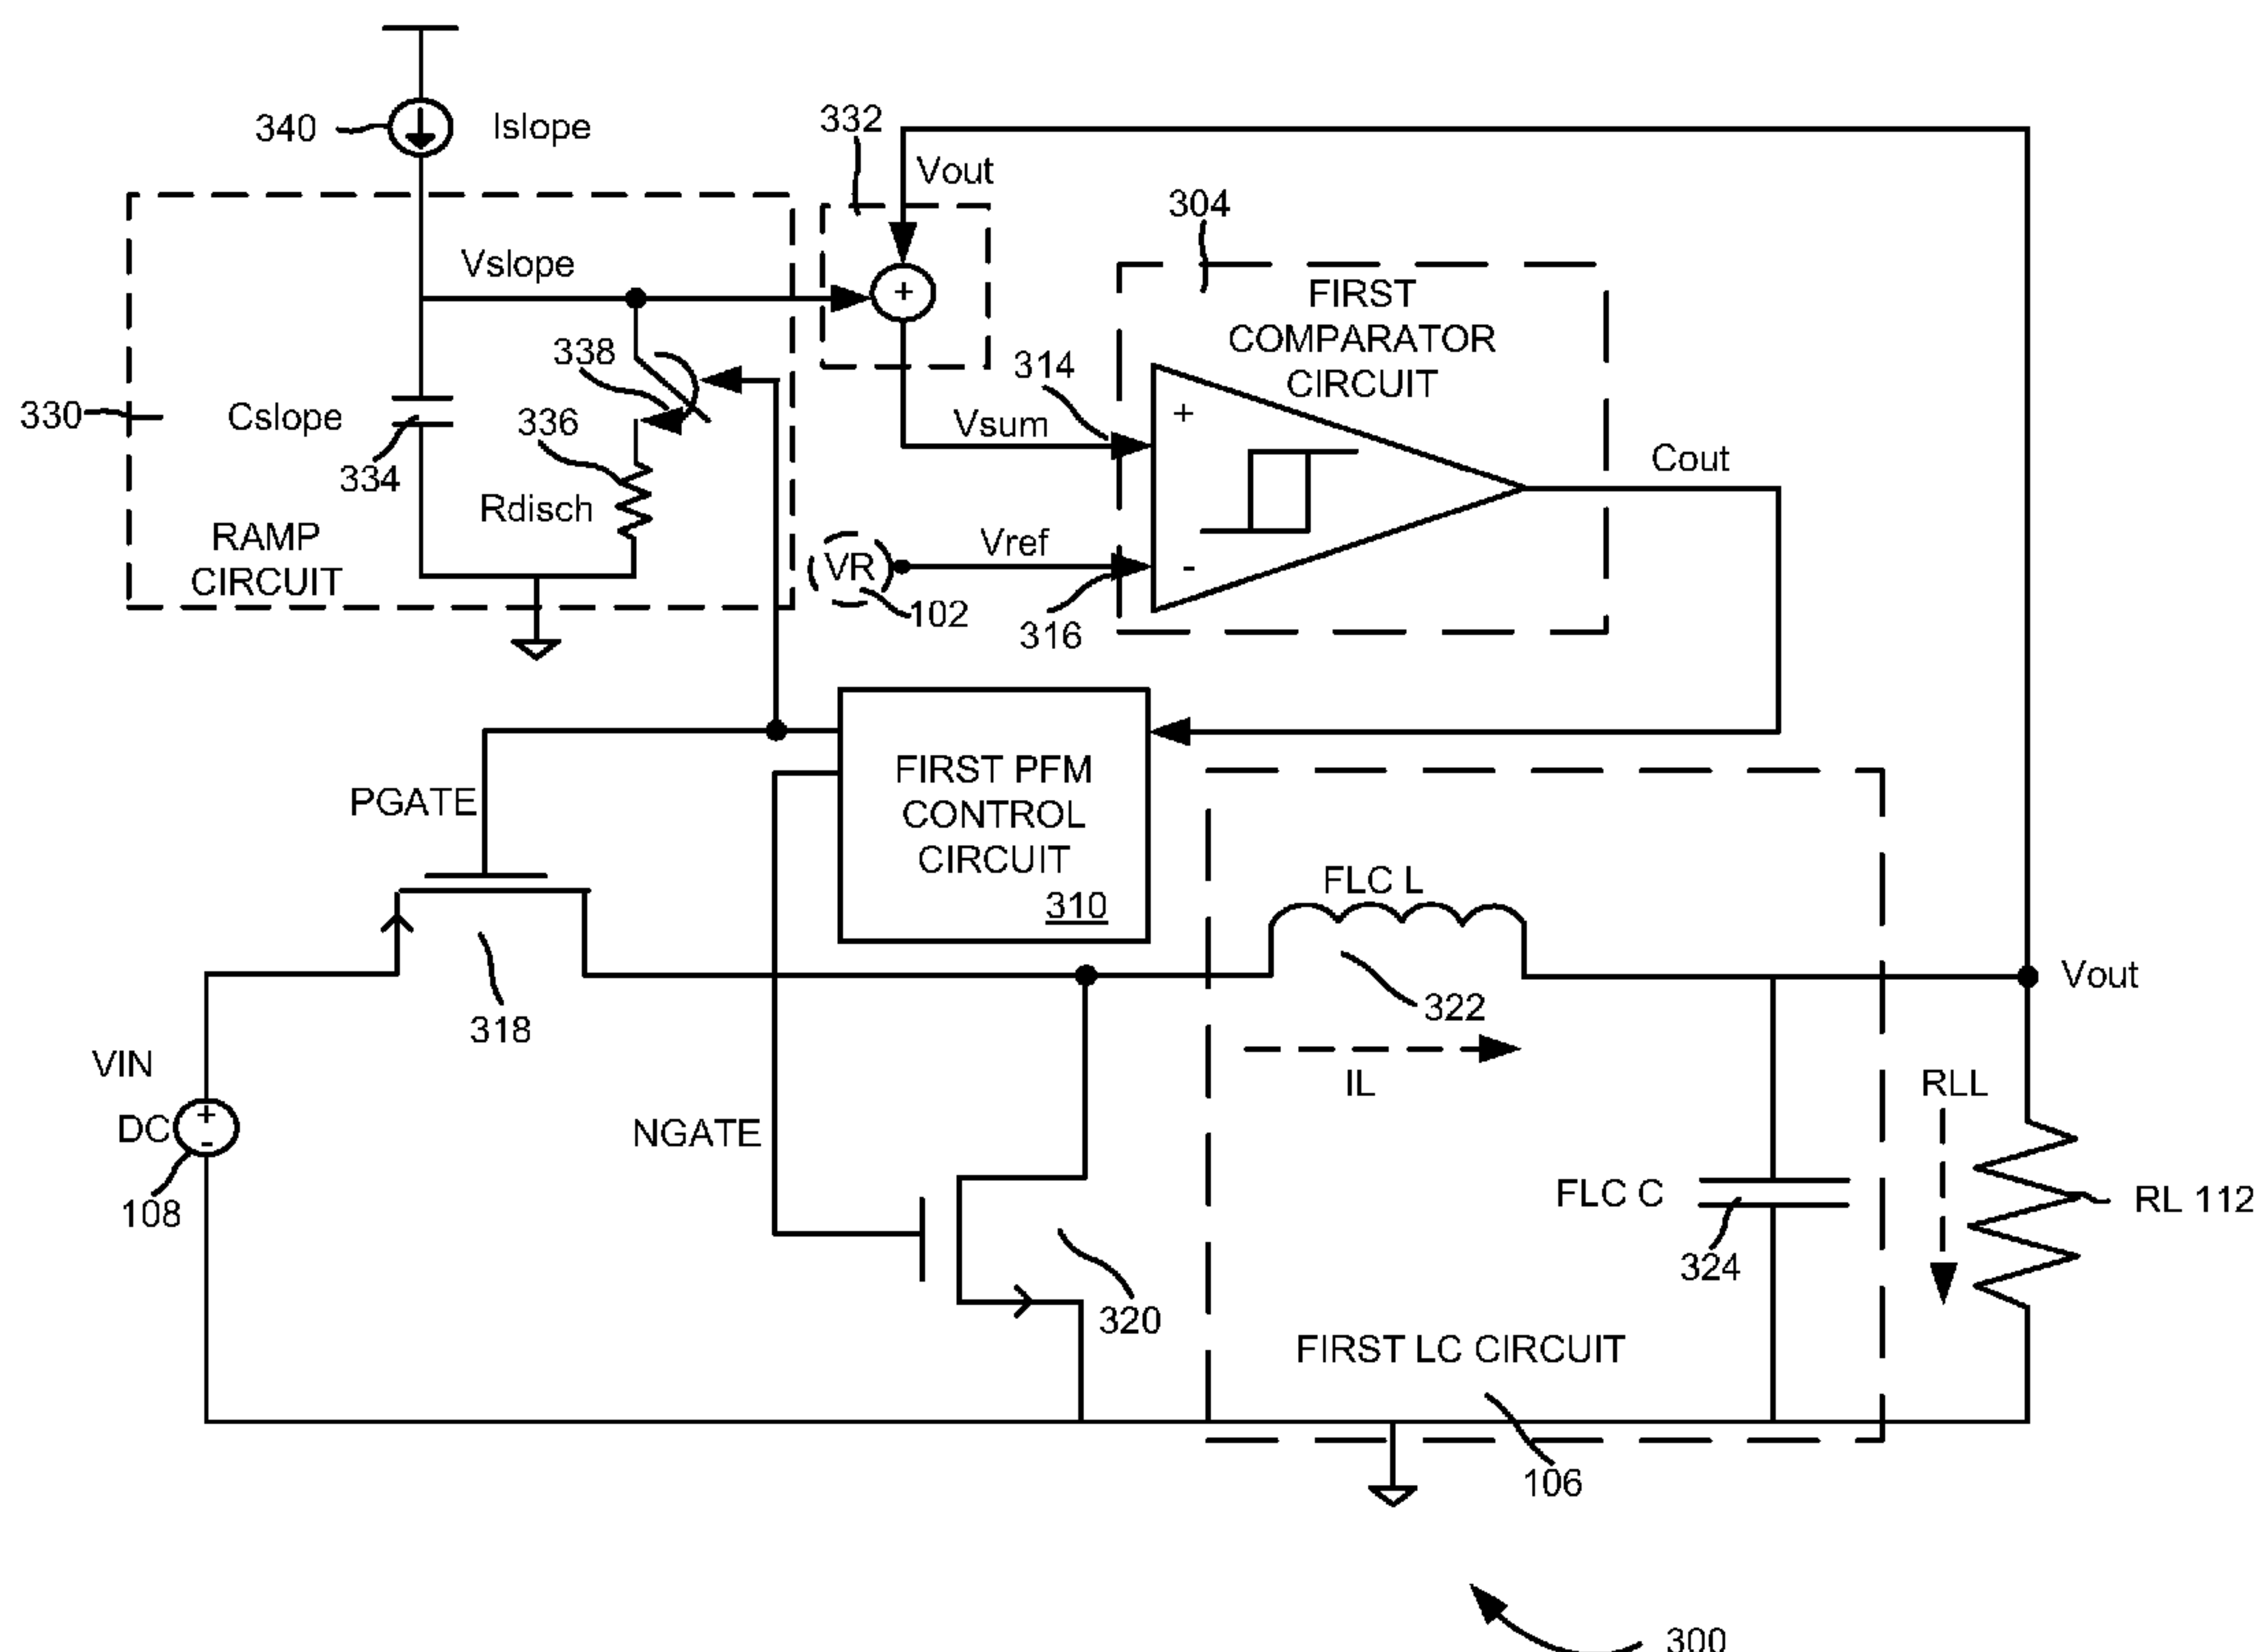 340
Islope
332
Vout
304
Vslope
FIRST
COMPARATOR
CIRCUIT
338
314
330
Cslope
336
+
+
Vsum
Cout
334
Rdisch
RAMP
CIRCUIT
VR
Vref
-
102
316
FIRST PFM
CONTROL
CIRCUIT
310
PGATE
FLC L
322
Vout
318
VIN
IL
RLL
DC
+
-
NGATE
108
FLC C
RL 112
324
320
FIRST LC CIRCUIT
106
300